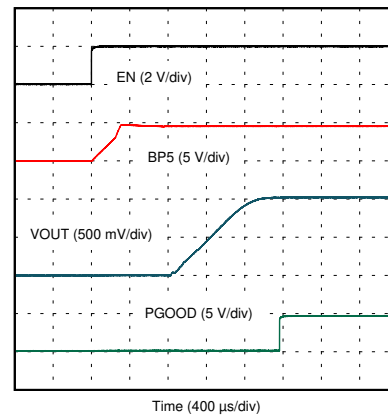 EN (2 V/div)
BP5 (5 V/div)
VOUT (500 mV/div)
PGOOD (5 V/div)
Time (400 µs/div)